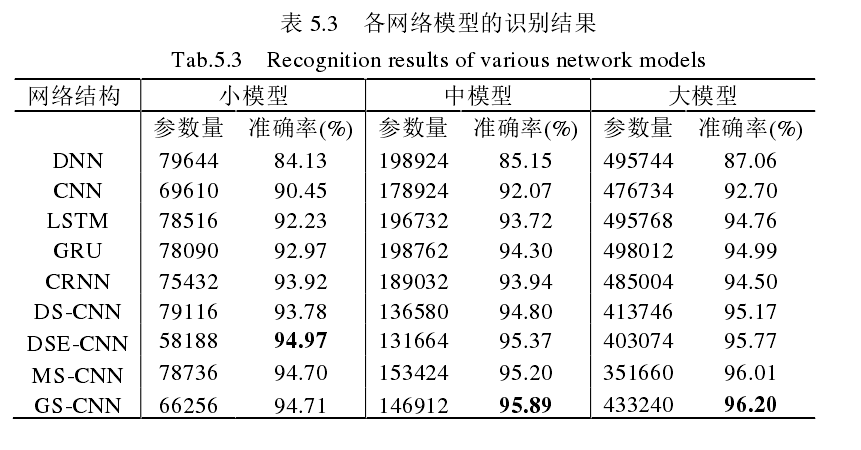 表 5.3 各网络模型的识别结果
Tab.5.3 Recognition results of various network models
网络结构 小模型 中模型 大模型
参数量 准确率(%) 参数量 准确率(%) 参数量 准确率(%)
DNN 79644 84.13 198924 85.15 495744 87.06
CNN 69610 90.45 178924 92.07 476734 92.70
LSTM 78516 92.23 196732 93.72 495768 94.76
GRU 78090 92.97 198762 94.30 498012 94.99
CRNN 75432 93.92 189032 93.94 485004 94.50
DS-CNN 79116 93.78 136580 94.80 413746 95.17
DSE-CNN 58188 94.97 131664 95.37 403074 95.77
MS-CNN 78736 94.70 153424 95.20 351660 96.01
GS-CNN 66256 94.71 146912 95.89 433240 96.20